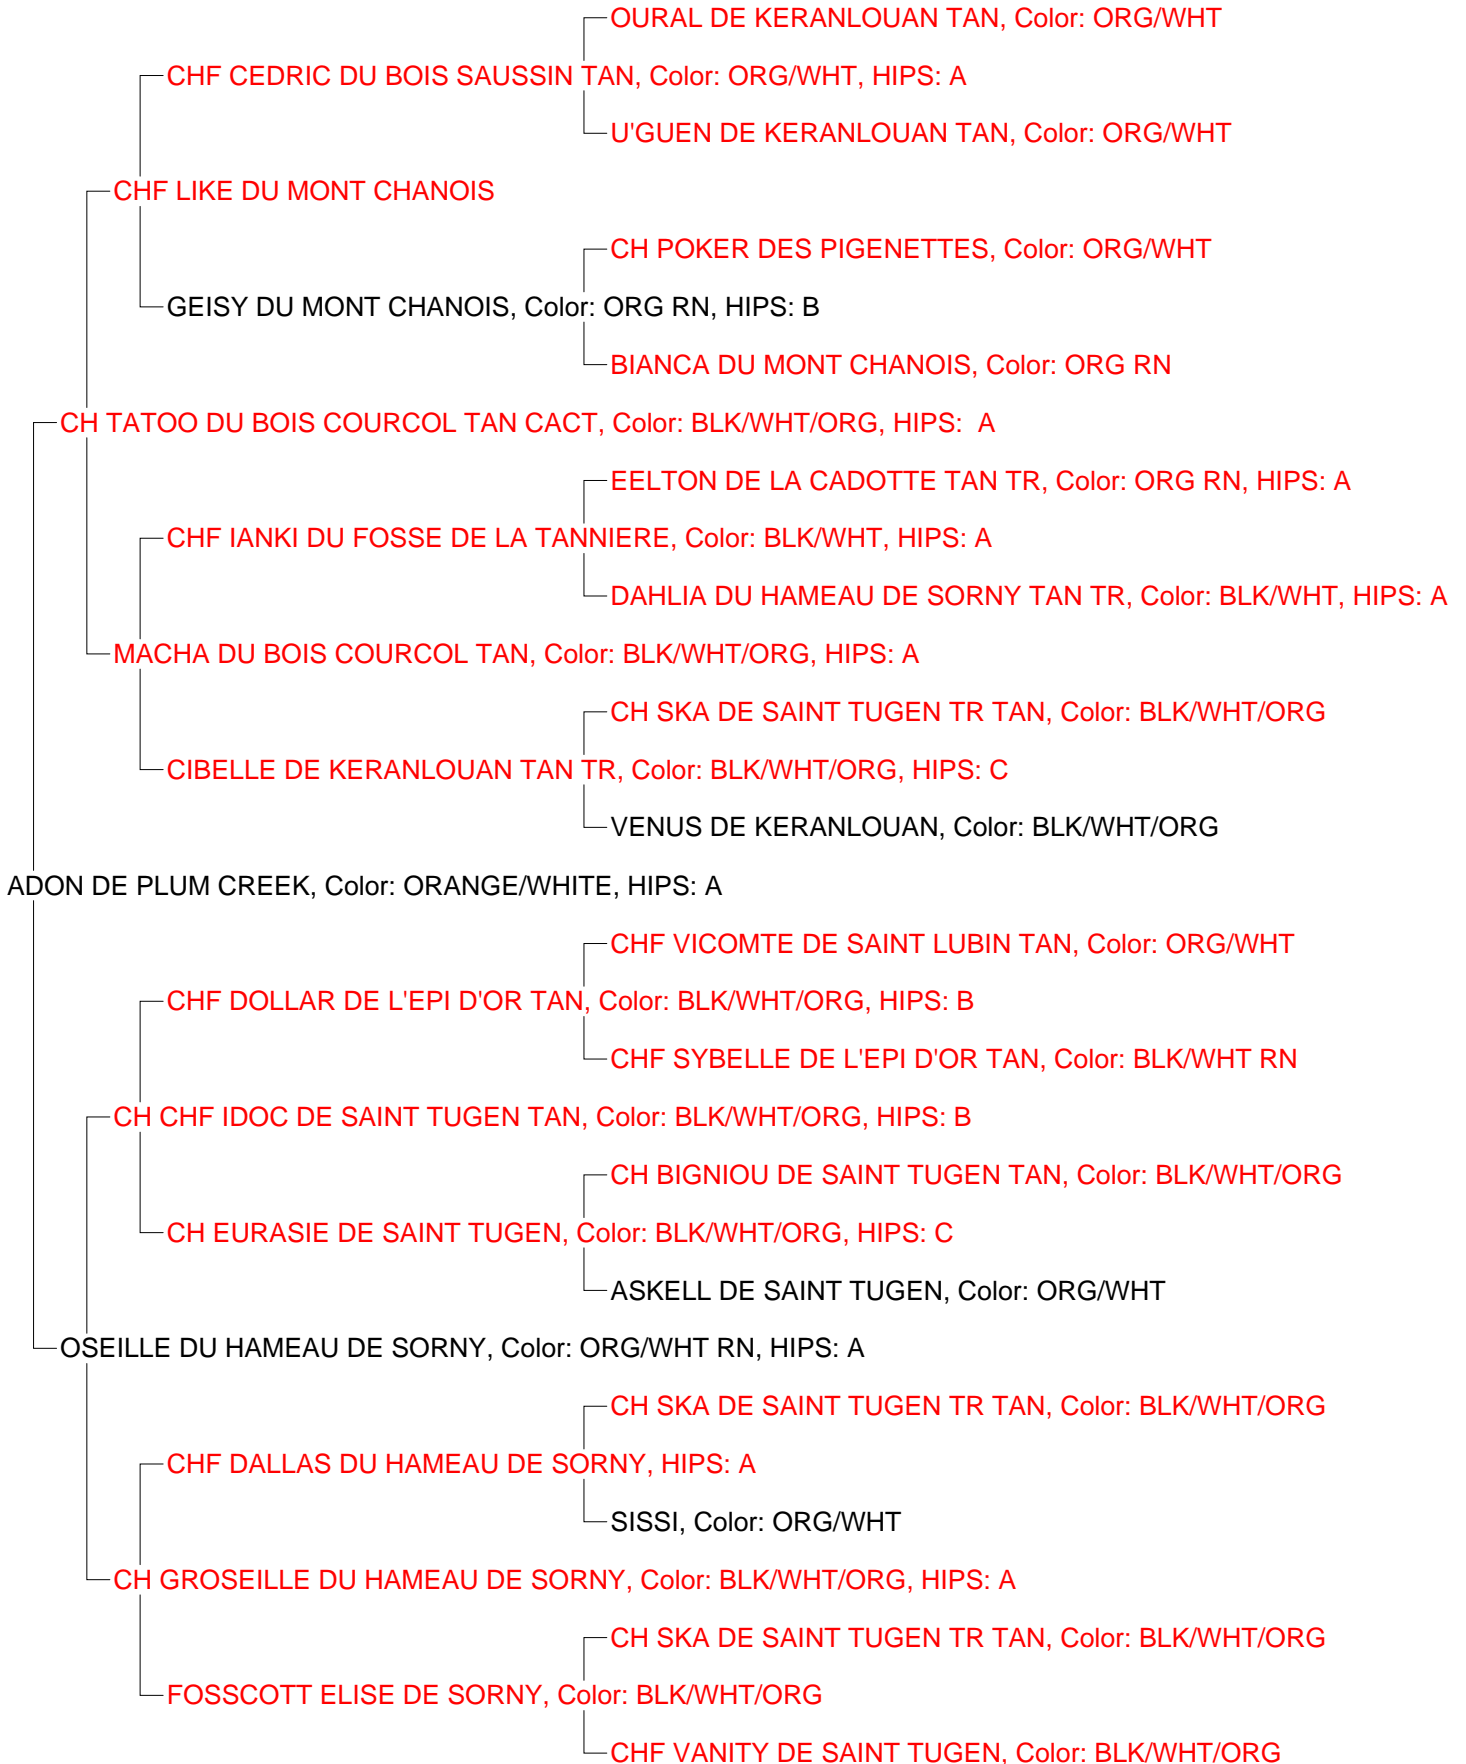 OURAL DE KERANLOUAN TAN, Color: ORG/WHT
CHF CEDRIC DU BOIS SAUSSIN TAN, Color: ORG/WHT, HIPS: A
U'GUEN DE KERANLOUAN TAN, Color: ORG/WHT
CHF LIKE DU MONT CHANOIS
CH POKER DES PIGENETTES, Color: ORG/WHT
GEISY DU MONT CHANOIS, Color: ORG RN, HIPS: B
BIANCA DU MONT CHANOIS, Color: ORG RN
CH TATOO DU BOIS COURCOL TAN CACT, Color: BLK/WHT/ORG, HIPS:  A
EELTON DE LA CADOTTE TAN TR, Color: ORG RN, HIPS: A
CHF IANKI DU FOSSE DE LA TANNIERE, Color: BLK/WHT, HIPS: A
DAHLIA DU HAMEAU DE SORNY TAN TR, Color: BLK/WHT, HIPS: A
MACHA DU BOIS COURCOL TAN, Color: BLK/WHT/ORG, HIPS: A
CH SKA DE SAINT TUGEN TR TAN, Color: BLK/WHT/ORG
CIBELLE DE KERANLOUAN TAN TR, Color: BLK/WHT/ORG, HIPS: C
VENUS DE KERANLOUAN, Color: BLK/WHT/ORG
ADON DE PLUM CREEK, Color: ORANGE/WHITE, HIPS: A
CHF VICOMTE DE SAINT LUBIN TAN, Color: ORG/WHT
CHF DOLLAR DE L'EPI D'OR TAN, Color: BLK/WHT/ORG, HIPS: B
CHF SYBELLE DE L'EPI D'OR TAN, Color: BLK/WHT RN
CH CHF IDOC DE SAINT TUGEN TAN, Color: BLK/WHT/ORG, HIPS: B
CH BIGNIOU DE SAINT TUGEN TAN, Color: BLK/WHT/ORG
CH EURASIE DE SAINT TUGEN, Color: BLK/WHT/ORG, HIPS: C
ASKELL DE SAINT TUGEN, Color: ORG/WHT
OSEILLE DU HAMEAU DE SORNY, Color: ORG/WHT RN, HIPS: A
CH SKA DE SAINT TUGEN TR TAN, Color: BLK/WHT/ORG
CHF DALLAS DU HAMEAU DE SORNY, HIPS: A
SISSI, Color: ORG/WHT
CH GROSEILLE DU HAMEAU DE SORNY, Color: BLK/WHT/ORG, HIPS: A
CH SKA DE SAINT TUGEN TR TAN, Color: BLK/WHT/ORG
FOSSCOTT ELISE DE SORNY, Color: BLK/WHT/ORG
CHF VANITY DE SAINT TUGEN, Color: BLK/WHT/ORG